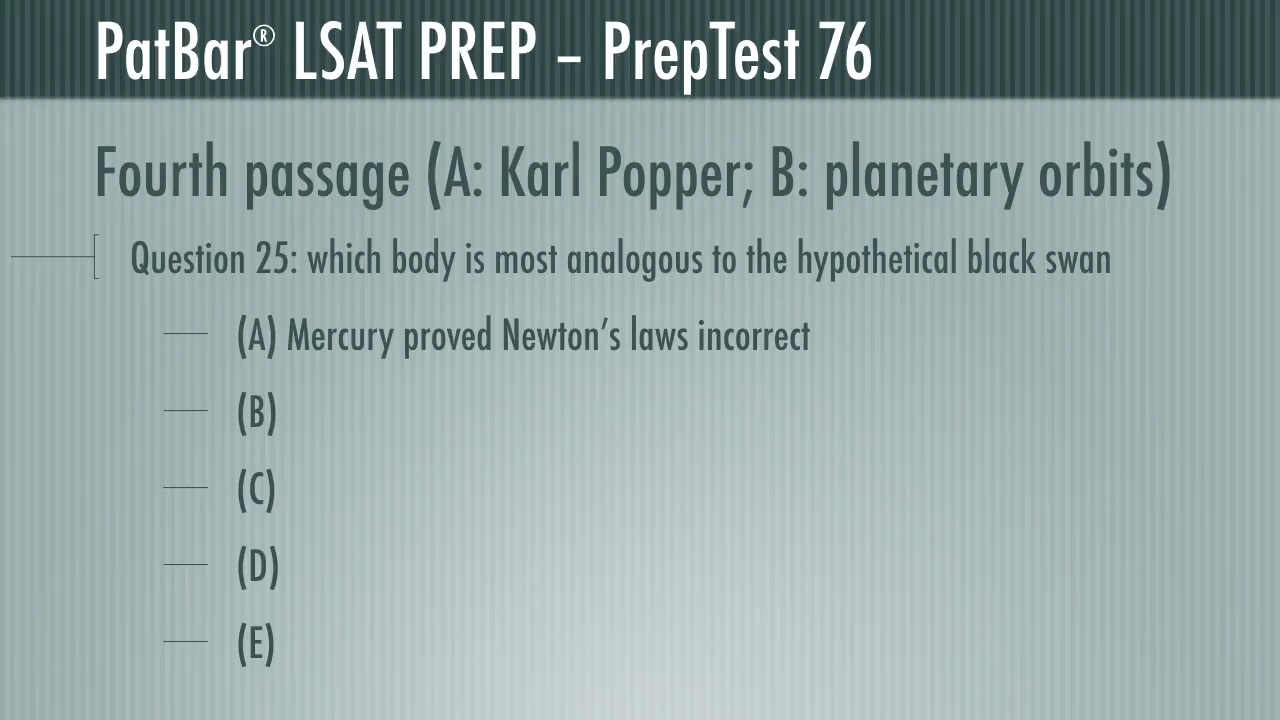 PatBar® LSAT PREP – PrepTest 76
Fourth passage (A: Karl Popper; B: planetary orbits)
Question 25: which body is most analogous to the hypothetical black swan
(A) Mercury proved Newton’s laws incorrect
(B)
(C)
(D)
(E)